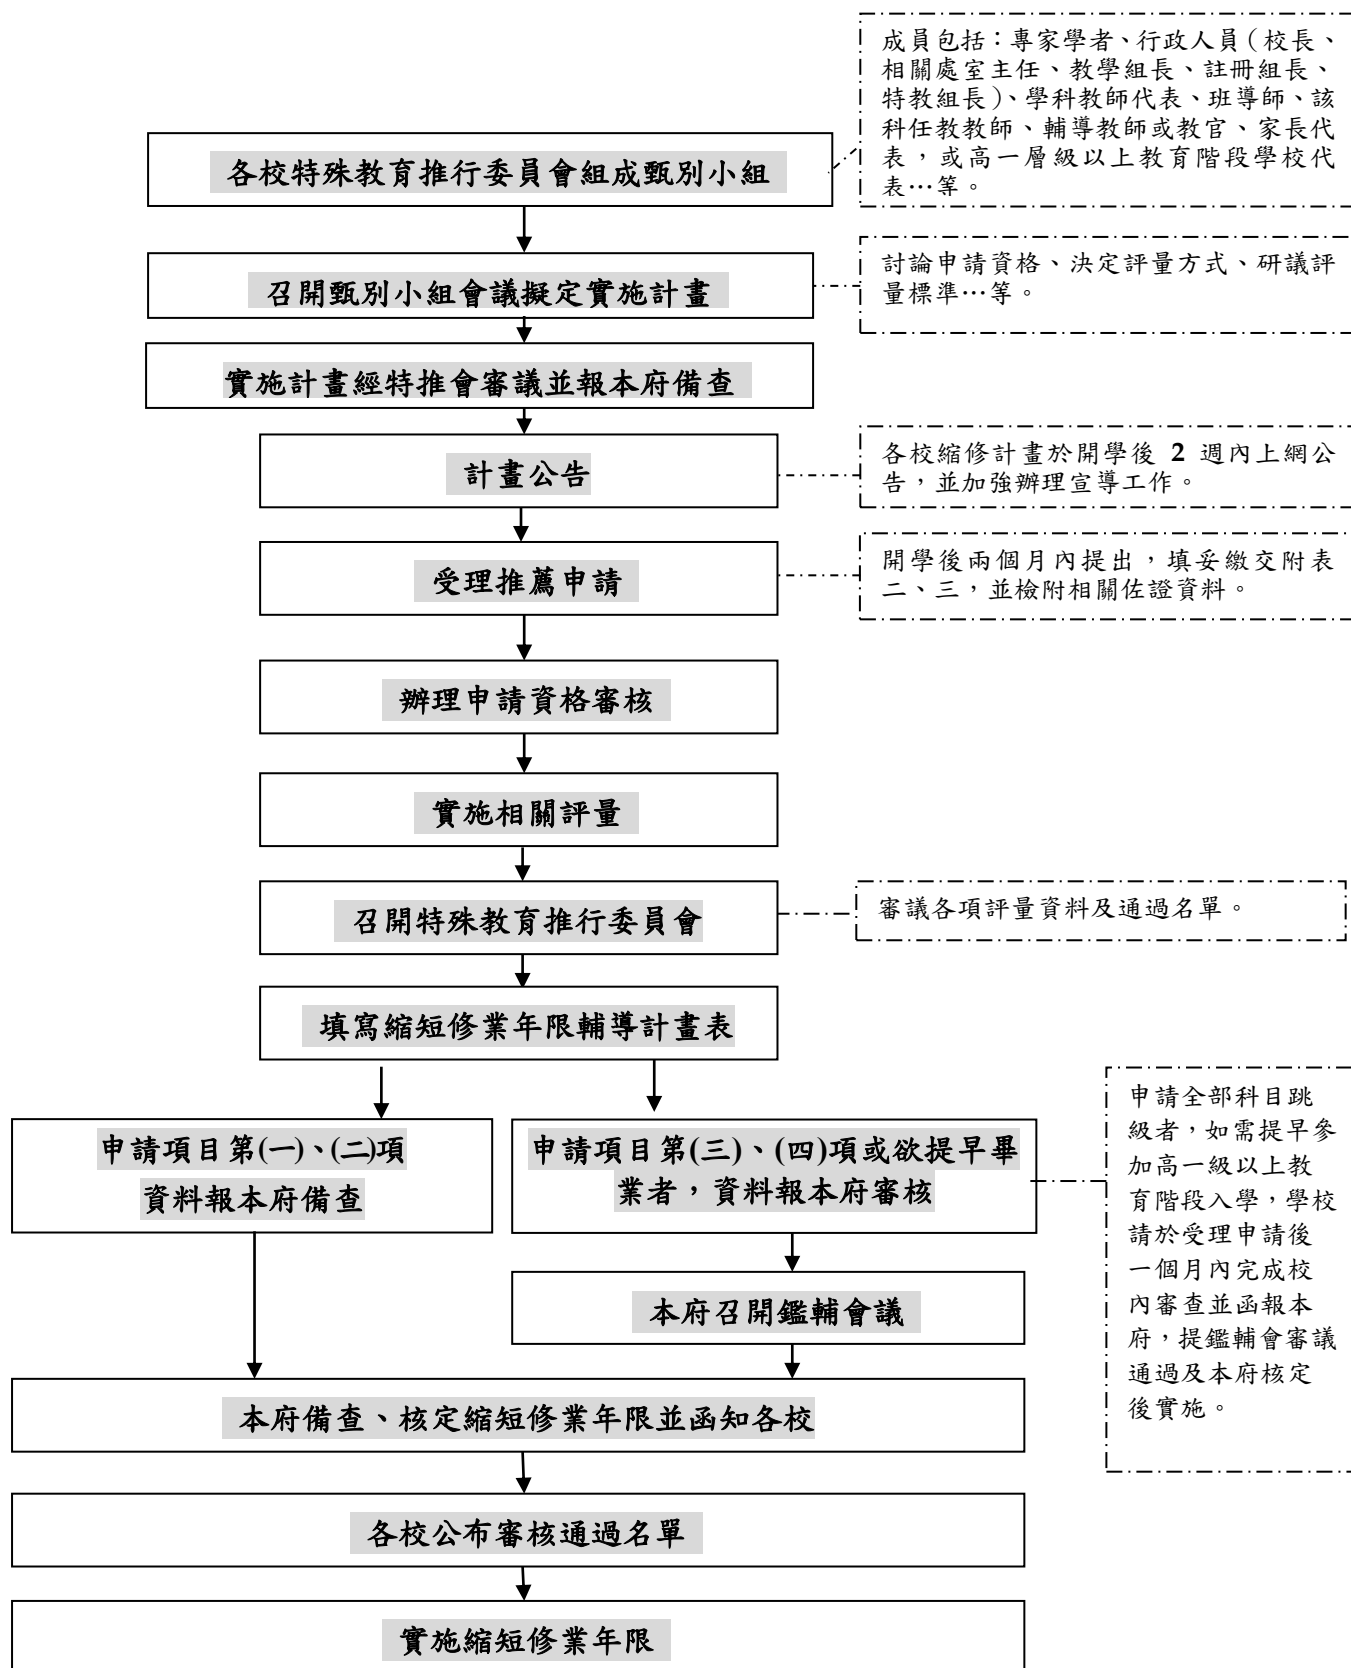 成員包括：專家學者、行政人員（校長、
相關處室主任、教學組長、註冊組長、
特教組長）、學科教師代表、班導師、該
科任教教師、輔導教師或教官、家長代
表，或高一層級以上教育階段學校代
表…等。
各校特殊教育推行委員會組成甄別小組
召開甄別小組會議擬定實施計畫
討論申請資格、決定評量方式、研議評
量標準…等。
實施計畫經特推會審議並報本府備查
計畫公告
各校縮修計畫於開學後 2 週內上網公
告，並加強辦理宣導工作。
受理推薦申請
開學後兩個月內提出，填妥繳交附表
二、三，並檢附相關佐證資料。
辦理申請資格審核
實施相關評量
召開特殊教育推行委員會
審議各項評量資料及通過名單。
填寫縮短修業年限輔導計畫表
申請項目第(一)、(二)項
資料報本府備查
申請項目第(三)、(四)項或欲提早畢
業者，資料報本府審核
申請全部科目跳
級者，如需提早參
加高一級以上教
育階段入學，學校
請於受理申請後
一個月內完成校
內審查並函報本
府，提鑑輔會審議
通過及本府核定
後實施。
本府召開鑑輔會議
本府備查、核定縮短修業年限並函知各校
各校公布審核通過名單
實施縮短修業年限